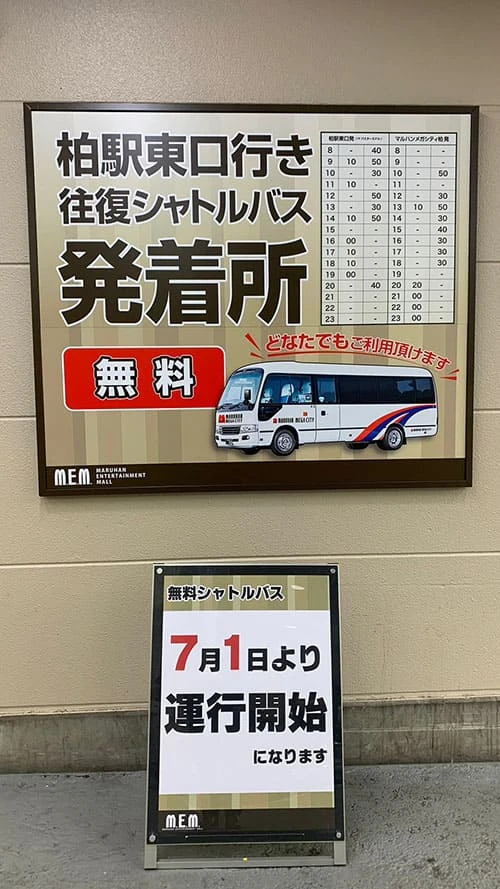 柏駅東口行き
往復シャトルバス
発着所
無料
柏駅東口発 マルハンメガシティ柏発
8 - 40 8 - -
9 10 50 9 - -
10 - 30 10 - 50
11 10 - 11 - -
12 - 50 12 - 30
13 - 30 13 10 50
14 10 50 14 - 30
15 - - 15 - 40
16 00 - 16 - 30
17 10 - 17 - 30
18 10 - 18 - 30
19 00 - 19 - -
20 - 40 20 20 -
21 21 00 -
22 22 00 -
23 23 00 -
どなたでもご利用頂けます
MARUHAN
MEGA CITY
MARUHAN MEGA CITY
M.E.M. MARUHAN
ENTERTAINMENT
MALL
無料シャトルバス
7月1日より
運行開始
になります
M.E.M.